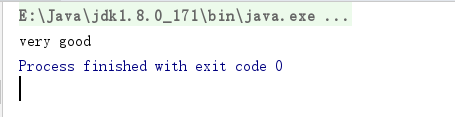 E:\Java\jdk1.8.0_171\bin\java.exe ...
very good
Process finished with exit code 0